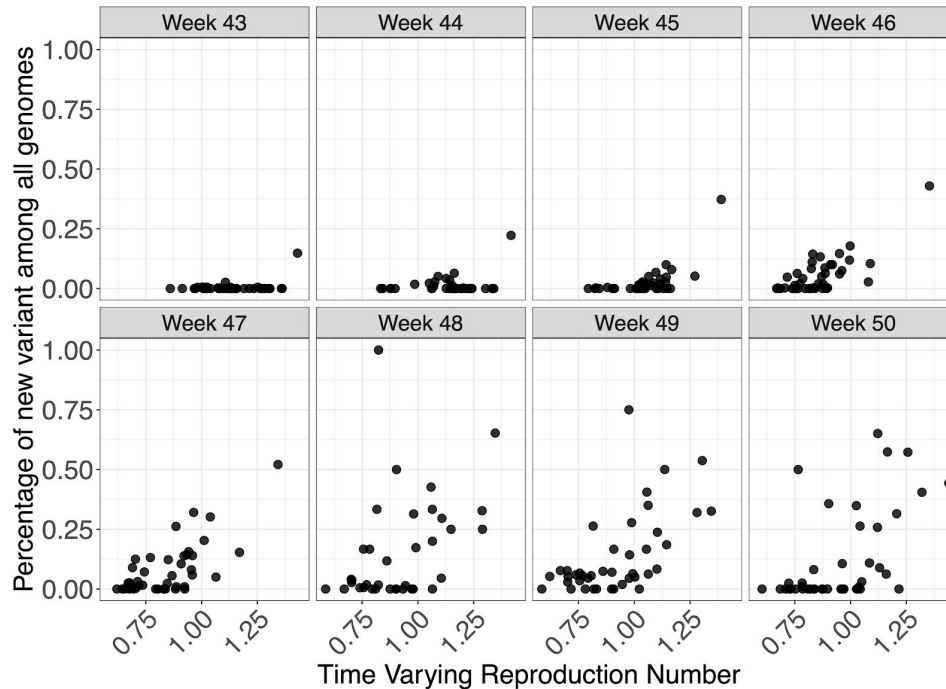 Week 43 Week 44 Week 45 Week 46
1.00
0.75
0.50
0.25
0.00
Week 47 Week 48 Week 49 Week 50
1.00
0.75
0.50
0.25
0.00
0.75 1.00 1.25 0.75 1.00 1.25 0.75 1.00 1.25 0.75 1.00 1.25
Time Varying Reproduction Number
Percentage of new variant among all genomes